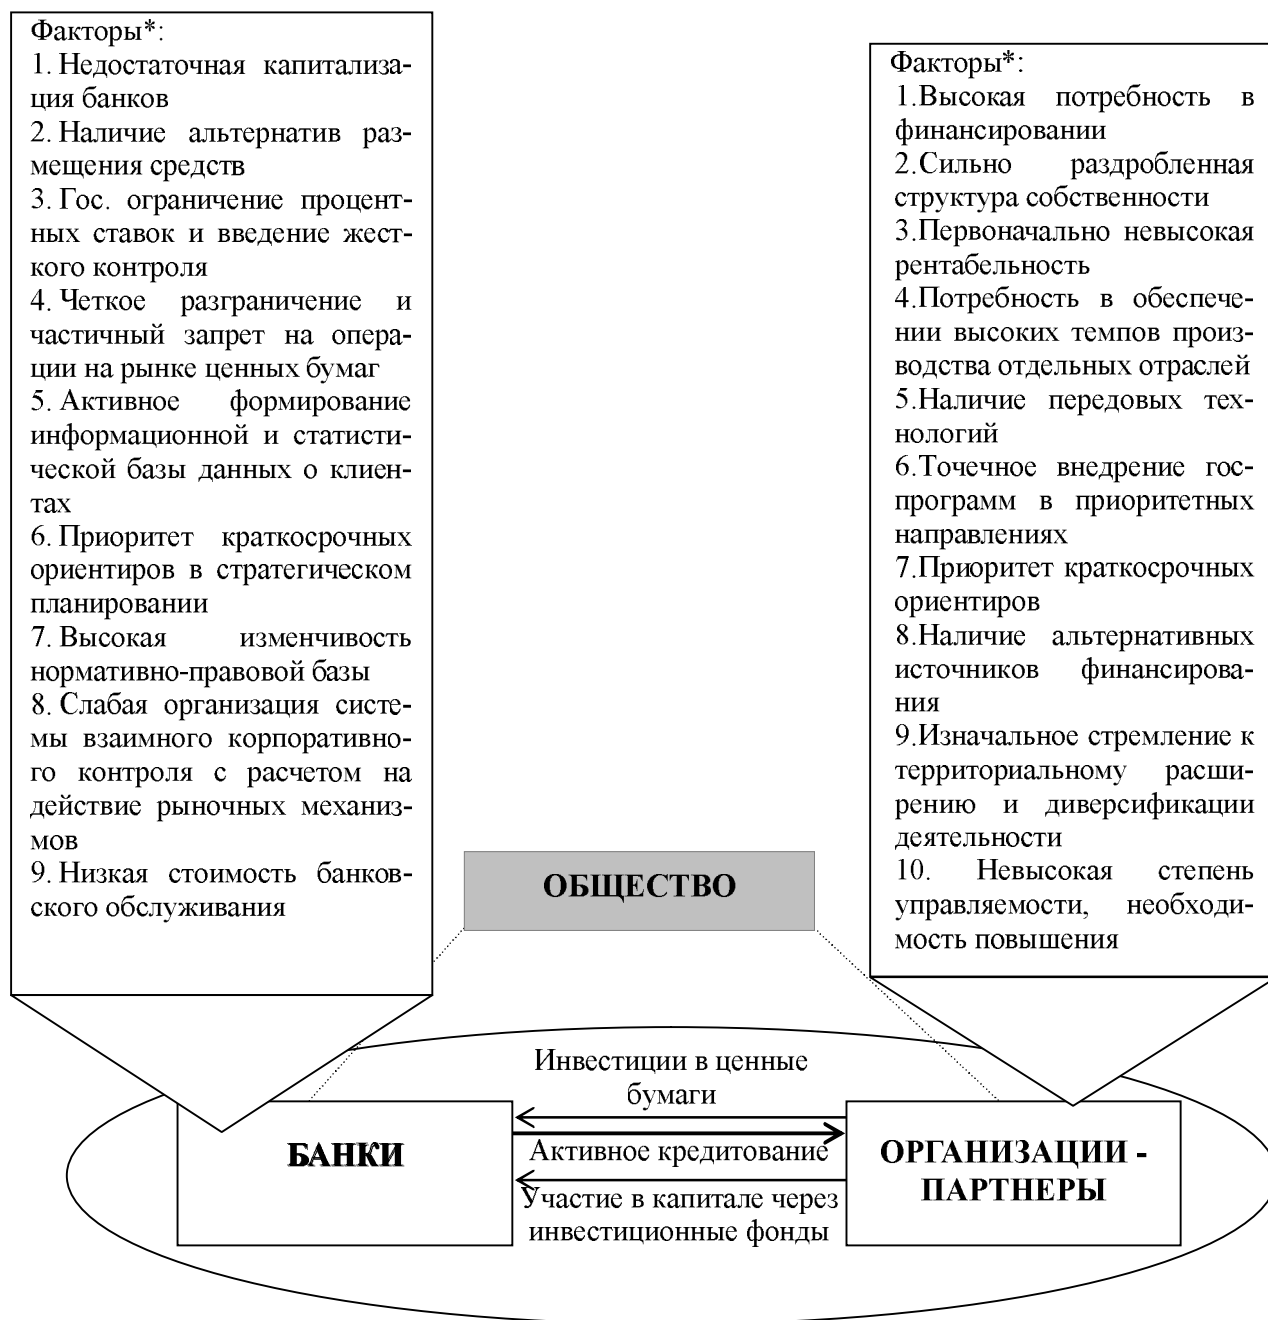 Факторы*:
1. Недостаточная капитализа-
ция банков
2. Наличие альтернатив раз-
мещения средств
3. Гос. ограничение процент-
ных ставок и введение жест-
кого контроля
4. Четкое разграничение и
частичный запрет на опера-
ции на рынке ценных бумаг
5. Активное формирование
информационной и статисти-
ческой базы данных о клиен-
тах
6. Приоритет краткосрочных
ориентиров в стратегическом
планировании
7. Высокая изменчивость
нормативно-правовой базы
8. Слабая организация систе-
мы взаимного корпоративно-
го контроля с расчетом на
действие рыночных механиз-
мов
9. Низкая стоимость банков-
ского обслуживания
Факторы*:
1.Высокая потребность в
финансировании
2.Сильно раздробленная
структура собственности
3.Первоначально невысокая
рентабельность
4.Потребность в обеспече-
нии высоких темпов произ-
водства отдельных отраслей
5.Наличие передовых тех-
нологий
6.Точечное внедрение гос-
программ в приоритетных
направлениях
7.Приоритет краткосрочных
ориентиров
8.Наличие альтернативных
источников финансирова-
ния
9.Изначальное стремление к
территориальному расши-
рению и диверсификации
деятельности
10. Невысокая степень
управляемости, необходи-
мость повышения
ОБЩЕСТВО
Инвестиции в ценные
бумаги
БАНКИ
Активное кредитование
ОРГАНИЗАЦИИ -
ПАРТНЕРЫ
Участие в капитале через
инвестиционные фонды